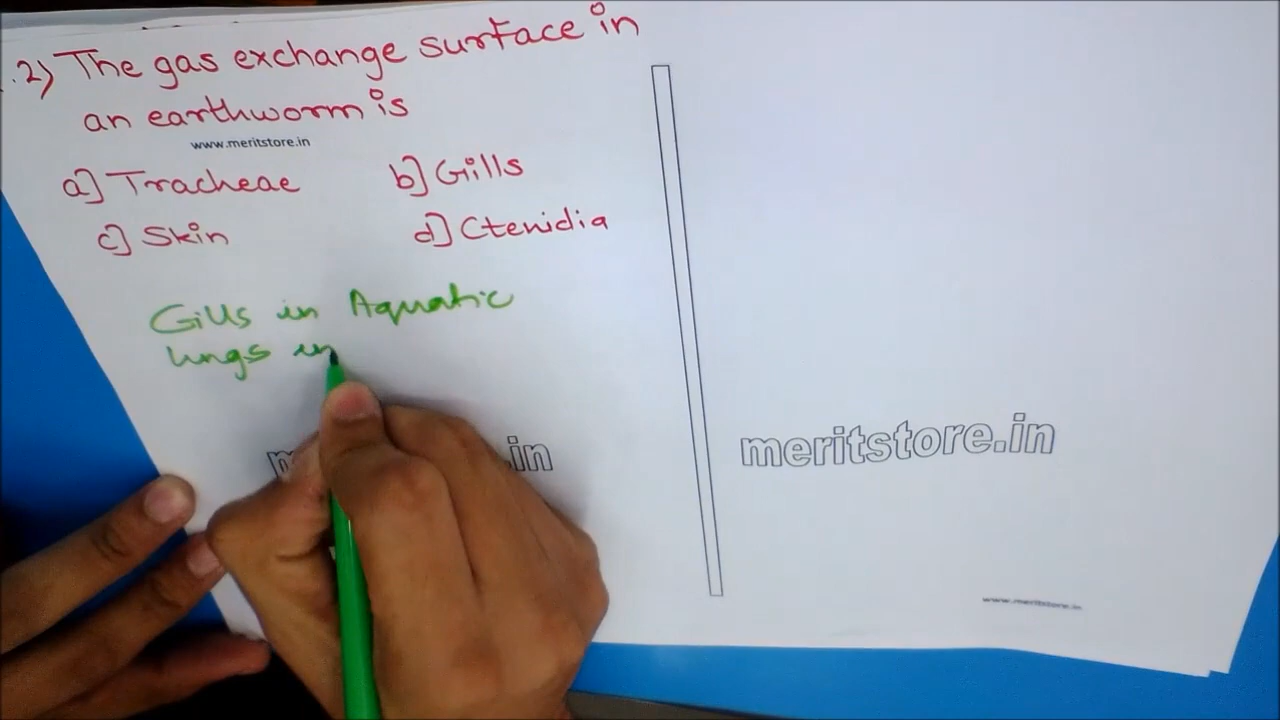 .2) The gas exchange surface in
an earthworm is
www.meritstore.in
a] Tracheae b] Gills
c] Skin d] Ctenidia
Gills in Aquatic
lungs in
.in
meritstore.in
www.meritstore.in